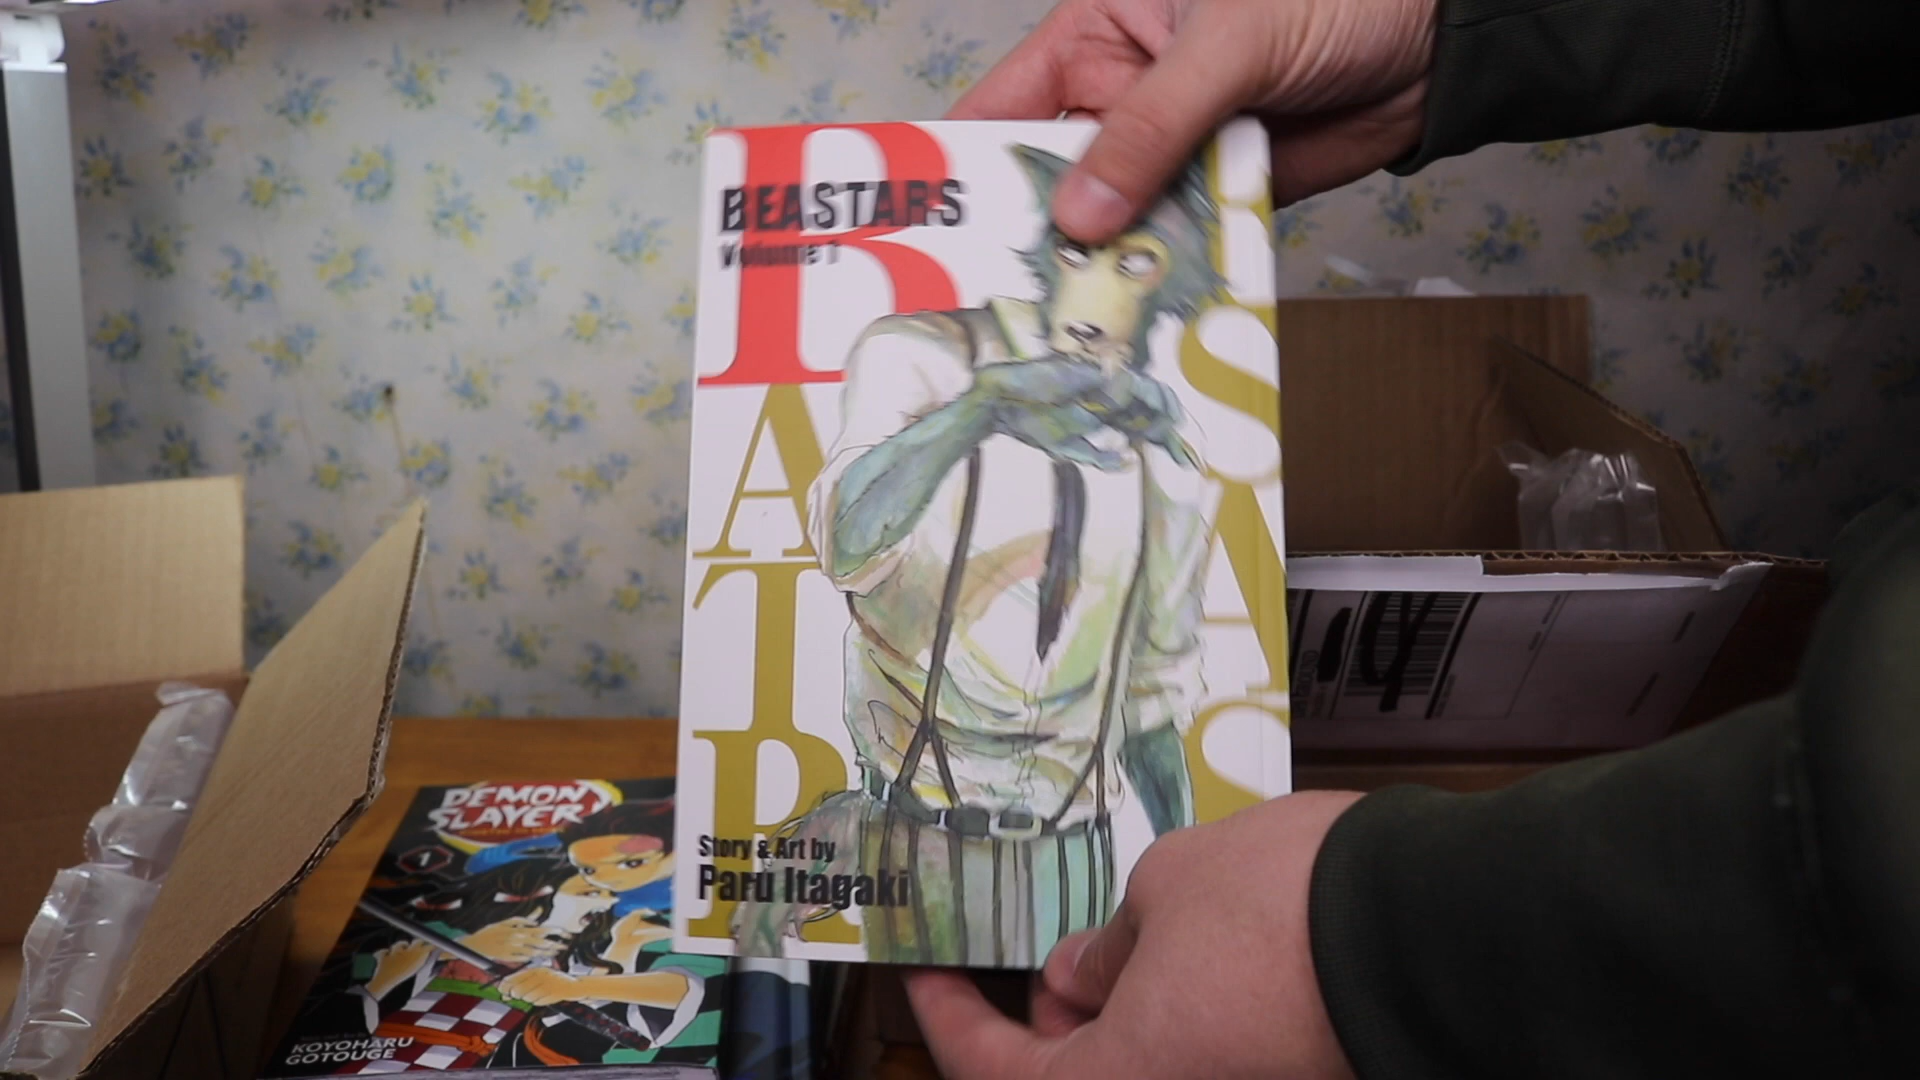 BEASTARS
Volume 1
B
A
T
R
S
A
S
Story & Art by
Paru Itagaki
DEMON
SLAYER
1
KOYOHARU
GOTOUGE